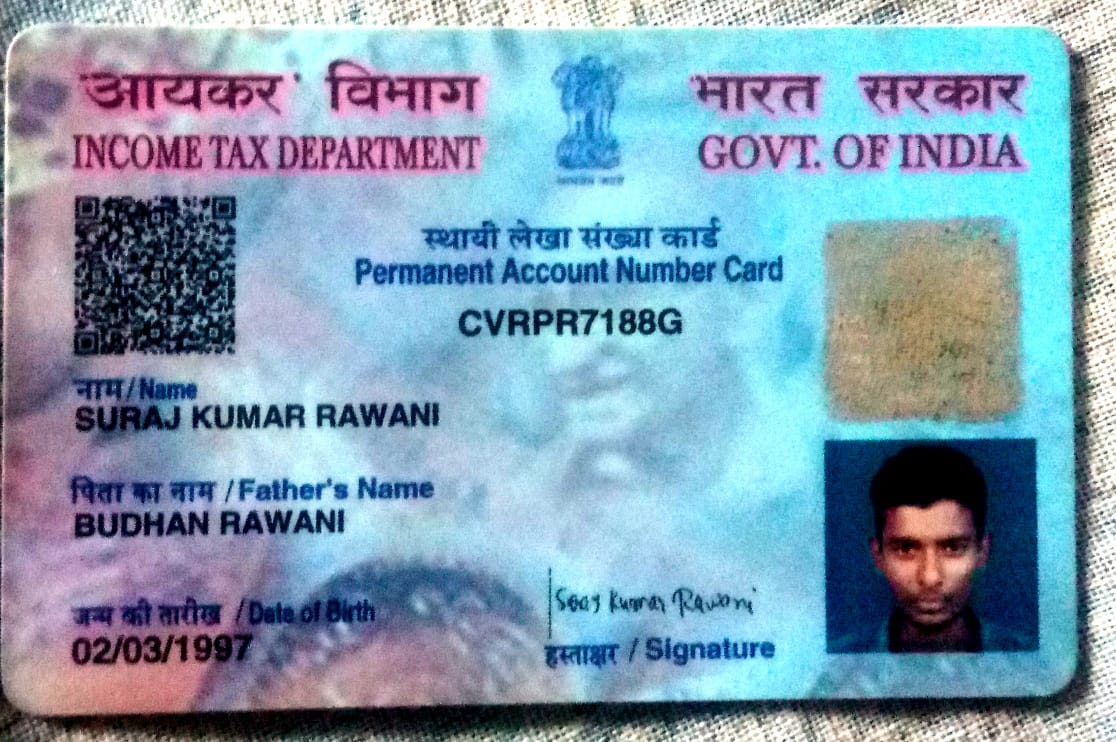 आयकर विभाग
INCOME TAX DEPARTMENT
भारत सरकार
GOVT. OF INDIA
स्थायी लेखा संख्या कार्ड
Permanent Account Number Card
CVRPR7188G
नाम / Name
SURAJ KUMAR RAWANI
पिता का नाम / Father's Name
BUDHAN RAWANI
जन्म की तारीख / Date of Birth
02/03/1997
Kumar Rawani
हस्ताक्षर / Signature